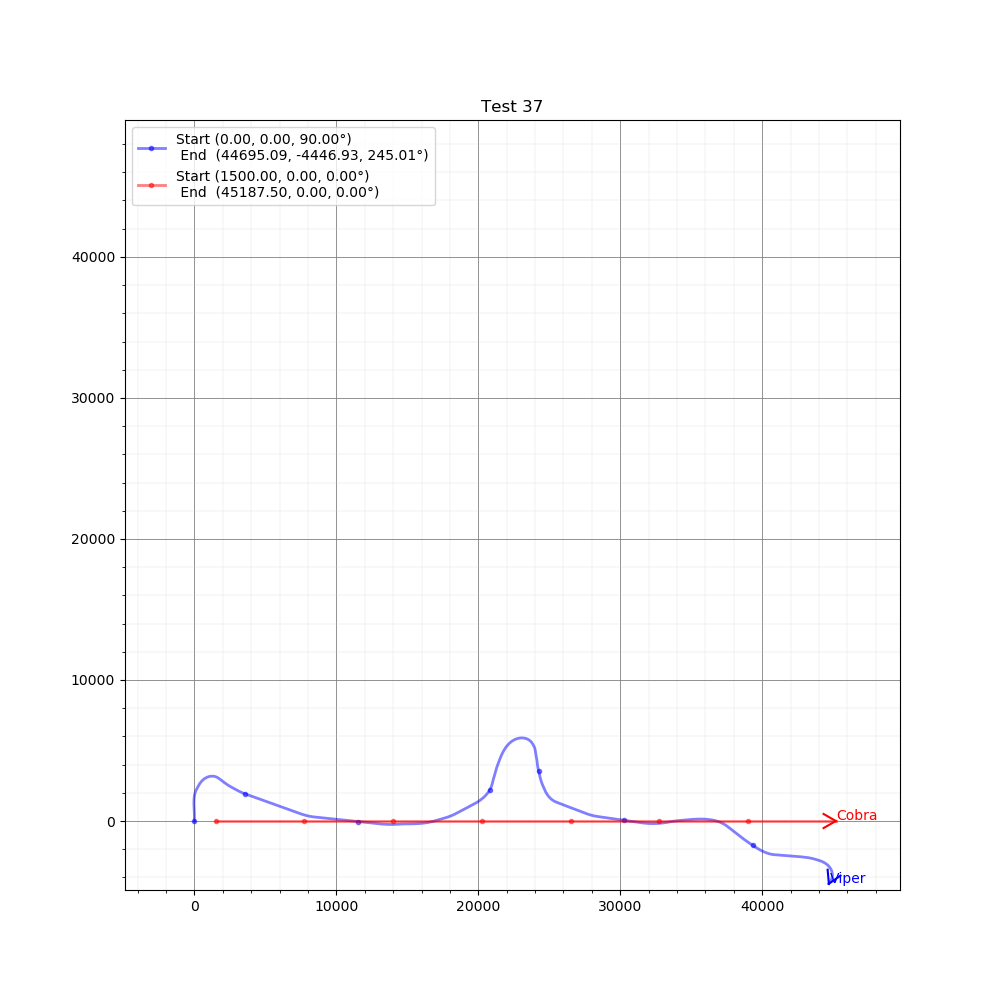 Test 37
Start (0.00, 0.00, 90.00°)
End (44695.09, -4446.93, 245.01°)
Start (1500.00, 0.00, 0.00°)
End (45187.50, 0.00, 0.00°)
40000
30000
20000
10000
0
Cobra
Viper
0 10000 20000 30000 40000